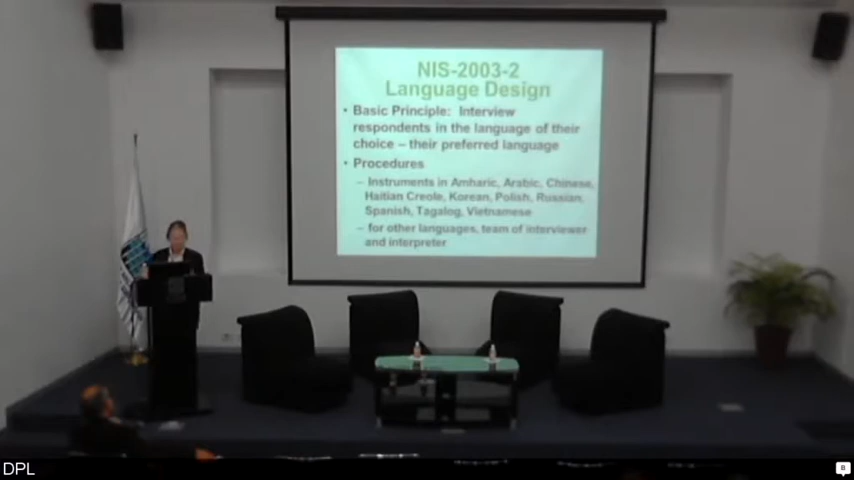 NIS-2003-2
Language Design
• Basic Principle: Interview
respondents in the language of their
choice – their preferred language
• Procedures
– Instruments in Amharic, Arabic, Chinese,
Haitian Creole, Korean, Polish, Russian,
Spanish, Tagalog, Vietnamese
– for other languages, team of interviewer
and interpreter
DPL